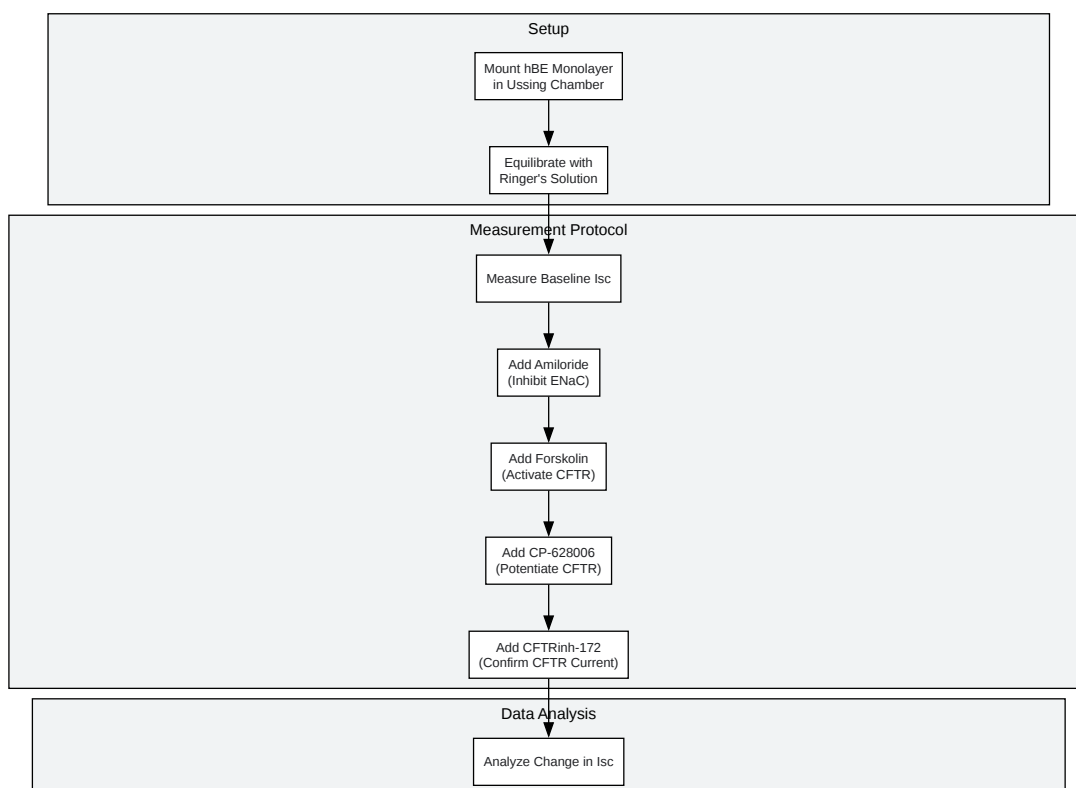 Setup
Mount hBE Monolayer
in Ussing Chamber
Equilibrate with
Ringer's Solution
Measurement Protocol
Measure Baseline Isc
Add Amiloride
(Inhibit ENaC)
Add Forskolin
(Activate CFTR)
Add CP-628006
(Potentiate CFTR)
Add CFTRinh-172
(Confirm CFTR Current)
Data Analysis
Analyze Change in Isc